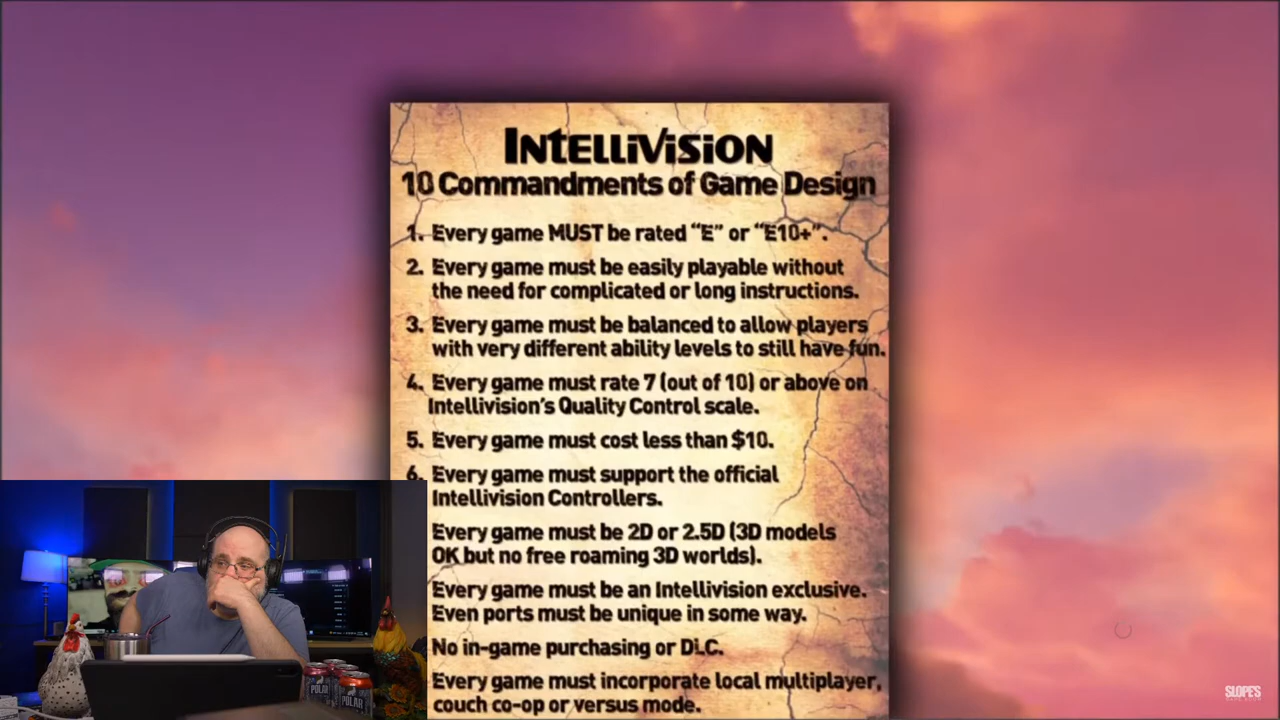 INTELLIVISION
10 Commandments of Game Design
1. Every game MUST be rated “E” or “E10+”.
2. Every game must be easily playable without
the need for complicated or long instructions.
3. Every game must be balanced to allow players
with very different ability levels to still have fun.
4. Every game must rate 7 (out of 10) or above on
Intellivision’s Quality Control scale.
5. Every game must cost less than $10.
6. Every game must support the official
Intellivision Controllers.
Every game must be 2D or 2.5D (3D models
OK but no free roaming 3D worlds).
Every game must be an Intellivision exclusive.
Even ports must be unique in some way.
No in-game purchasing or DLC.
Every game must incorporate local multiplayer,
couch co-op or versus mode.
POLAR
POLAR
SLOPE'S